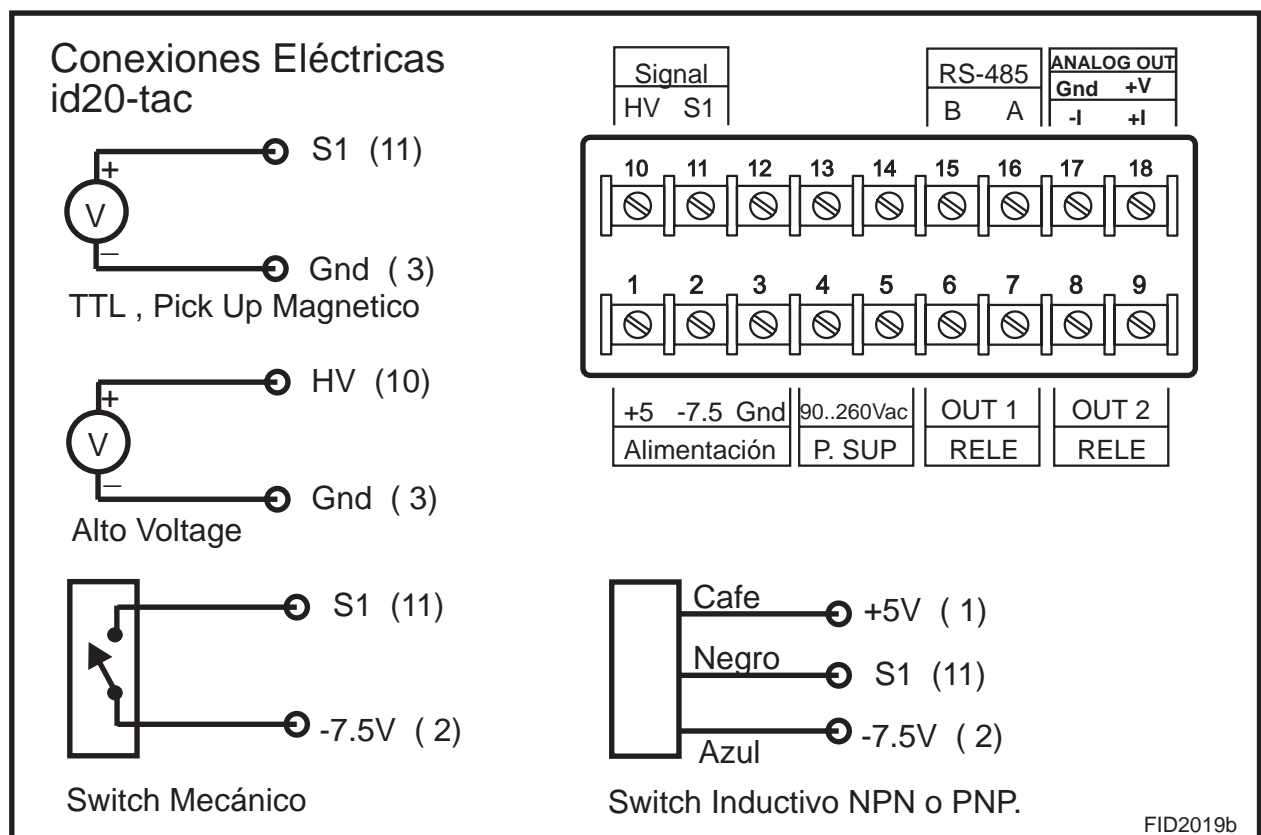 Conexiones Eléctricas
id20-tac
S1 (11)
+
V
–
Gnd ( 3)
TTL , Pick Up Magnetico
HV (10)
+
V
–
Gnd ( 3)
Alto Voltage
S1 (11)
-7.5V ( 2)
Switch Mecánico
Signal
HV S1
RS-485
B A
ANALOG OUT
Gnd +V
-I +I
10 11 12 13 14 15 16 17 18
1 2 3 4 5 6 7 8 9
+5 -7.5 Gnd
Alimentación
90..260Vac
P. SUP
OUT 1
RELE
OUT 2
RELE
Cafe
+5V ( 1)
Negro
S1 (11)
Azul
-7.5V ( 2)
Switch Inductivo NPN o PNP.
FID2019b